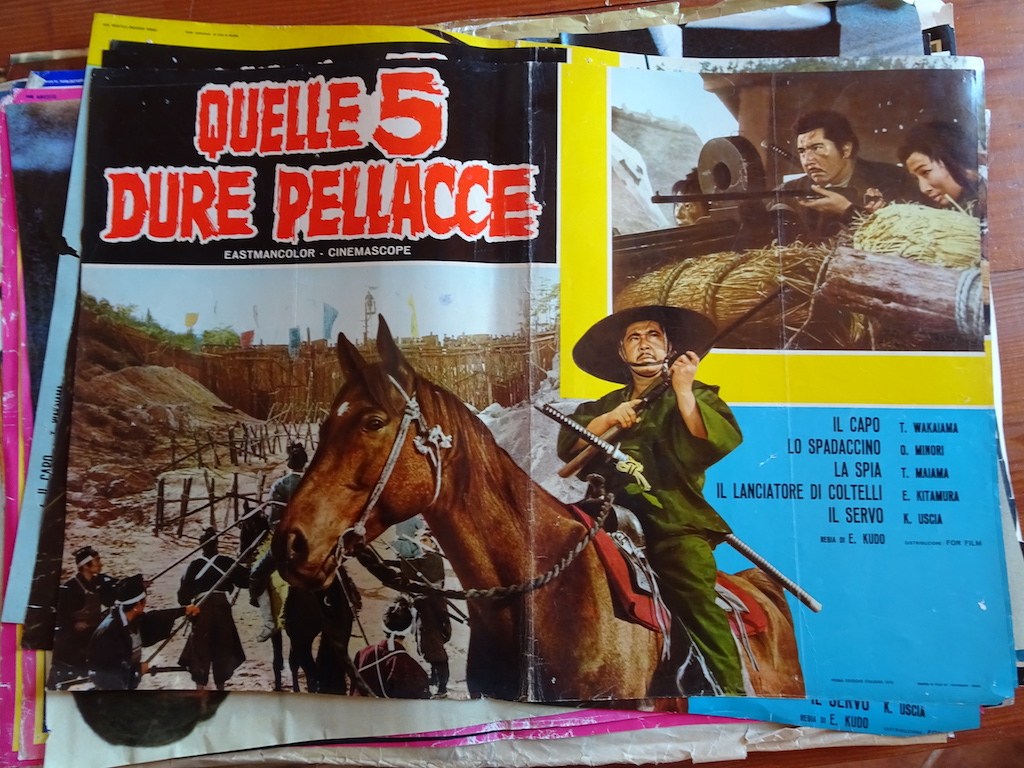 QUELLE 5
DURE PELLACCE
EASTMANCOLOR - CINEMASCOPE
IL CAPO T. WAKAIAMA
LO SPADACCINO O. MINORI
LA SPIA T. MAIAMA
IL LANCIATORE DI COLTELLI E. KITAMURA
IL SERVO K. USCIA
REGIA DI E. KUDO DISTRIBUZIONE FOR FILM
IL SERVO K. USCIA
REGIA DI E. KUDO
IL CAPO